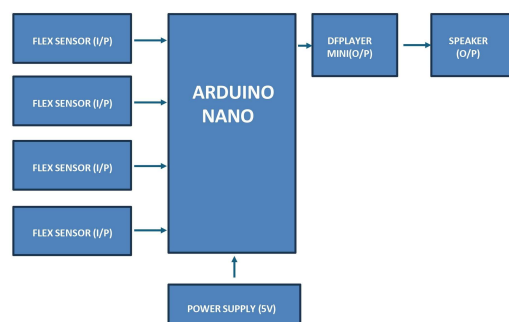 FLEX SENSOR (I/P)
FLEX SENSOR (I/P)
FLEX SENSOR (I/P)
FLEX SENSOR (I/P)
ARDUINO
NANO
DFPLAYER
MINI(O/P)
SPEAKER
(O/P)
POWER SUPPLY (5V)